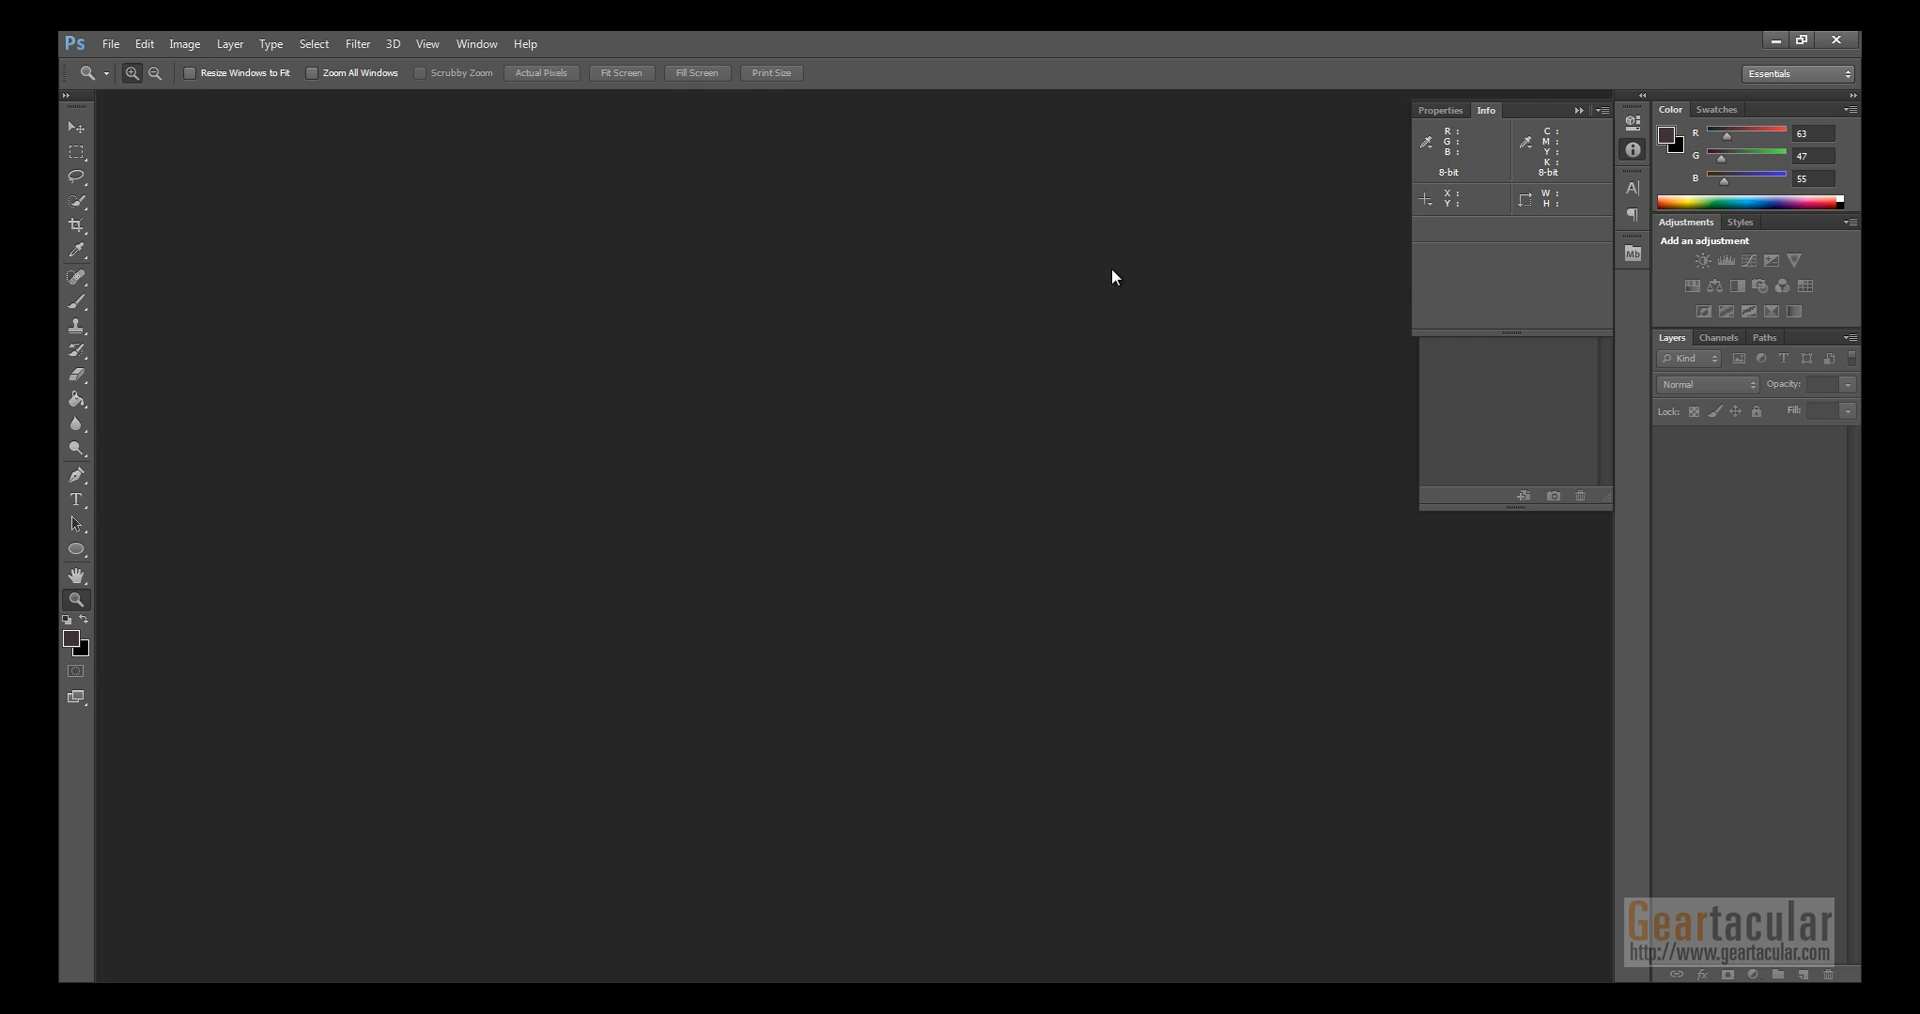 Ps File Edit Image Layer Type Select Filter 3D View Window Help
Resize Windows to Fit Zoom All Windows Scrubby Zoom Actual Pixels Fit Screen Fill Screen Print Size Essentials
Properties Info
R :
G :
B :
8-bit
C :
M :
Y :
K :
8-bit
X :
Y :
W :
H :
A|
Mb
Color Swatches
R 63
G 47
B 55
Adjustments Styles
Add an adjustment
Layers Channels Paths
Kind T
Normal Opacity:
Lock: Fill:
T
Geartacular
http://www.geartacular.com
fx